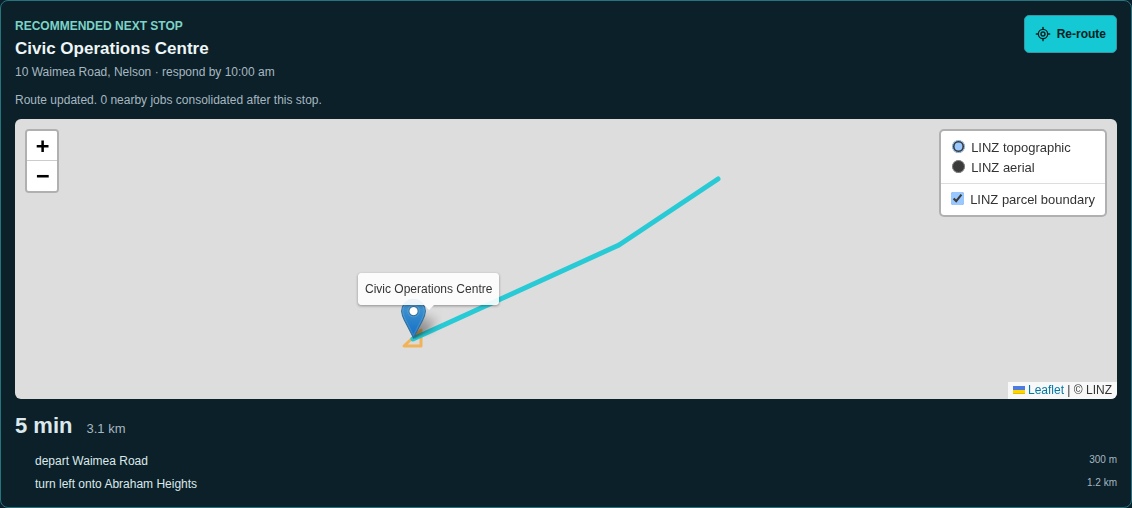 RECOMMENDED NEXT STOP
Civic Operations Centre
10 Waimea Road, Nelson · respond by 10:00 am
Re-route
Route updated. 0 nearby jobs consolidated after this stop.
+
−
LINZ topographic
LINZ aerial
LINZ parcel boundary
Civic Operations Centre
Leaflet | © LINZ
5 min 3.1 km
depart Waimea Road 300 m
turn left onto Abraham Heights 1.2 km